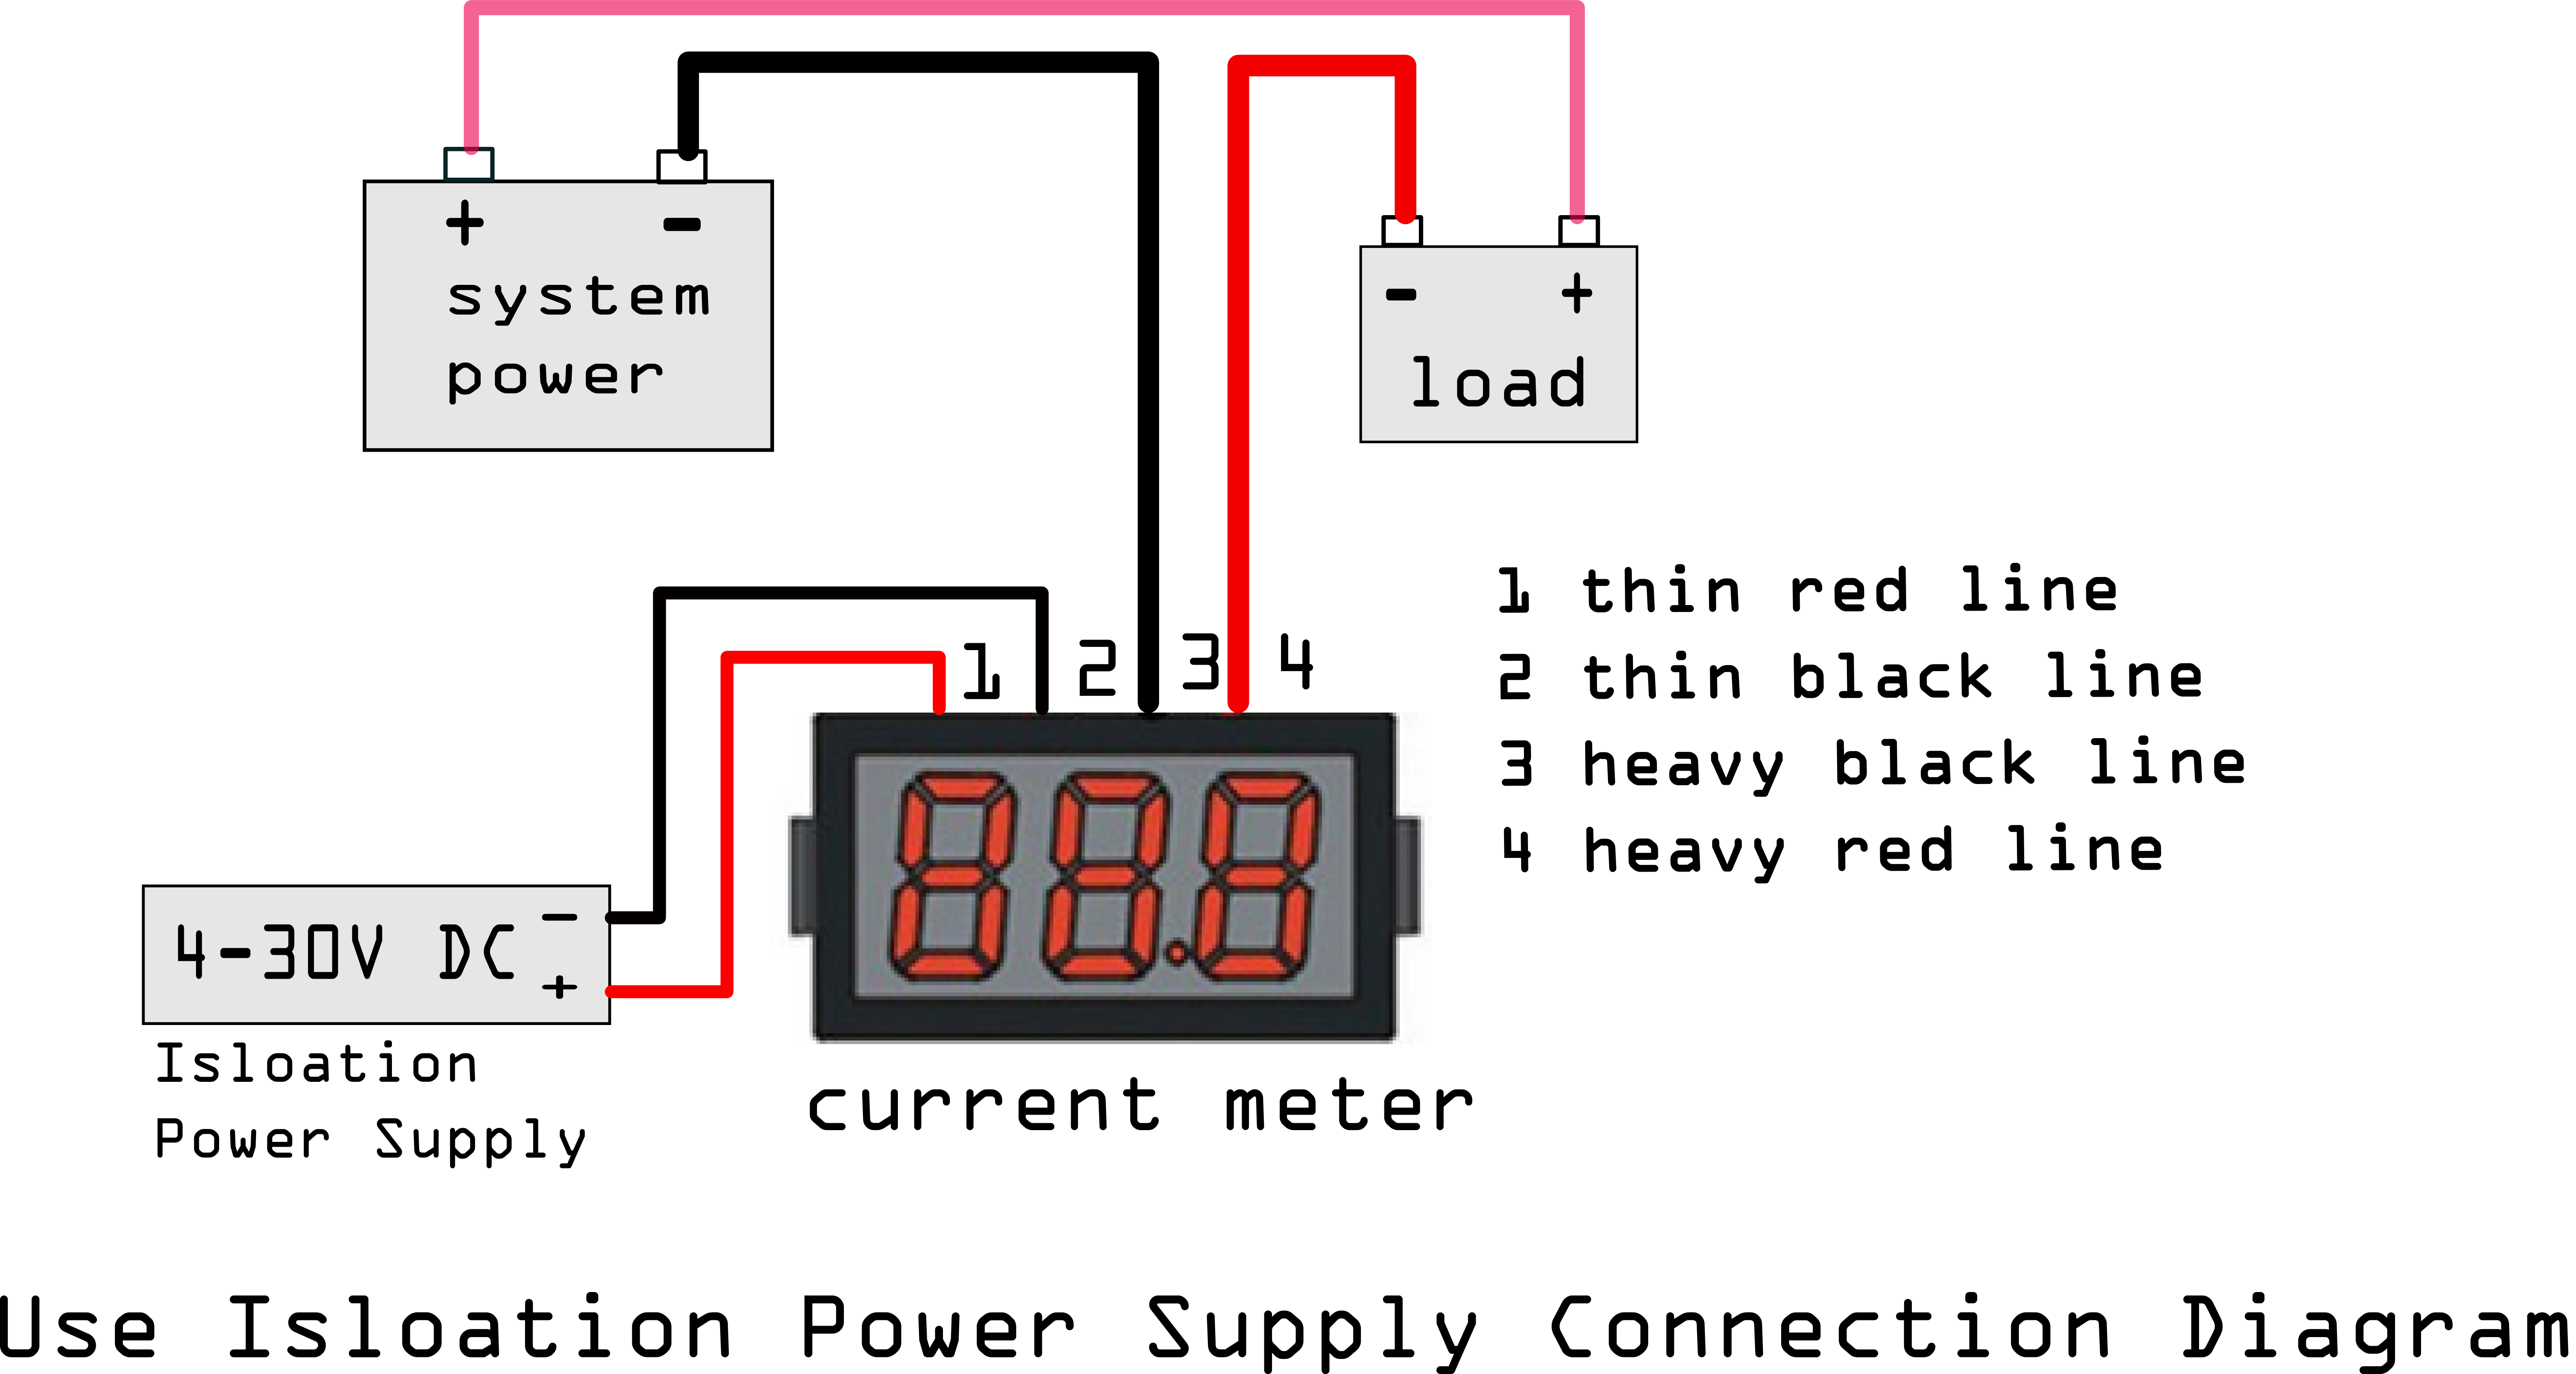 + -
system
power
- +
load
1 thin red line
2 thin black line
3 heavy black line
4 heavy red line
1 2 3 4
88.8
4-30V DC
-
+
Isloation
Power Supply
current meter
Use Isloation Power Supply Connection Diagram